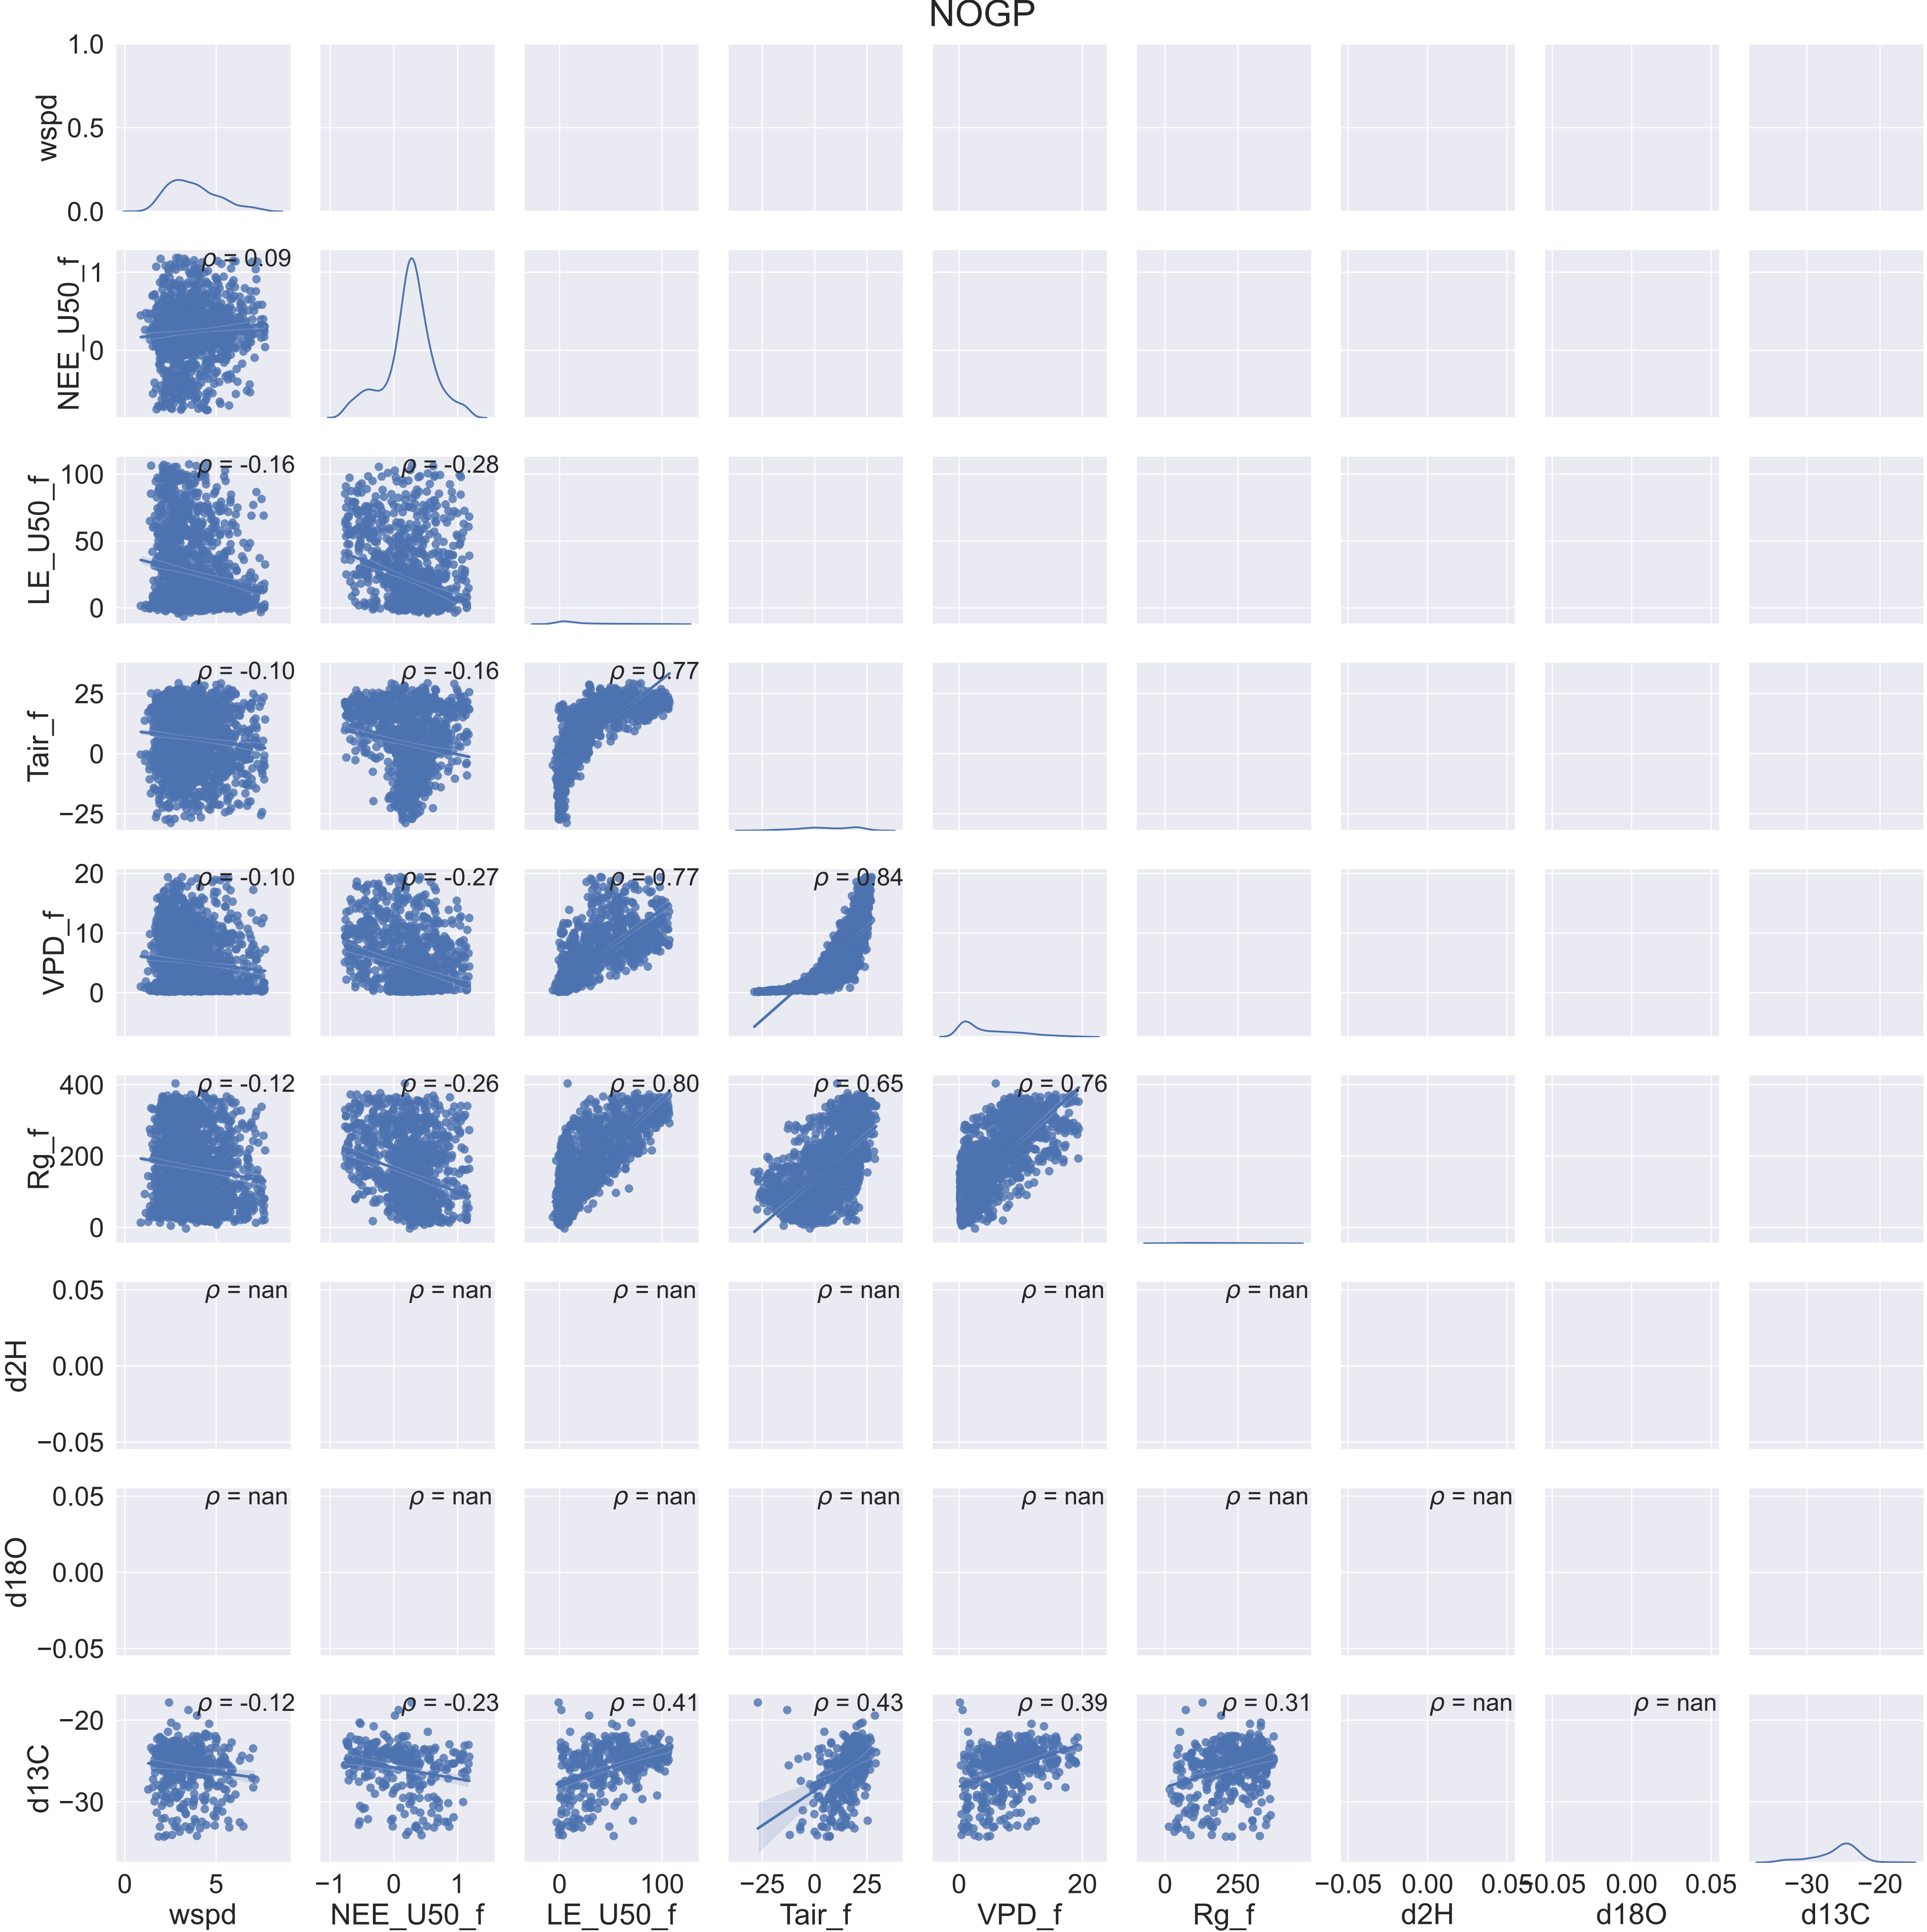 NOGP
1.0
wspd
0.5
0.0
ρ = 0.09
NEE_U50_f
1
0
ρ = -0.16
ρ = -0.28
LE_U50_f
100
50
0
ρ = -0.10
ρ = -0.16
ρ = 0.77
Tair_f
25
0
−25
ρ = -0.10
ρ = -0.27
ρ = 0.77
ρ = 0.84
VPD_f
20
10
0
ρ = -0.12
ρ = -0.26
ρ = 0.80
ρ = 0.65
ρ = 0.76
Rg_f
400
200
0
ρ = nan
ρ = nan
ρ = nan
ρ = nan
ρ = nan
ρ = nan
d2H
0.05
0.00
−0.05
ρ = nan
ρ = nan
ρ = nan
ρ = nan
ρ = nan
ρ = nan
ρ = nan
d18O
0.05
0.00
−0.05
ρ = -0.12
ρ = -0.23
ρ = 0.41
ρ = 0.43
ρ = 0.39
ρ = 0.31
ρ = nan
ρ = nan
d13C
−20
−30
0 5
−1 0 1
0 100
−25 0 25
0 20
0 250
−0.05 0.00 0.05
−0.05 0.00 0.05
−30 −20
wspd
NEE_U50_f
LE_U50_f
Tair_f
VPD_f
Rg_f
d2H
d18O
d13C